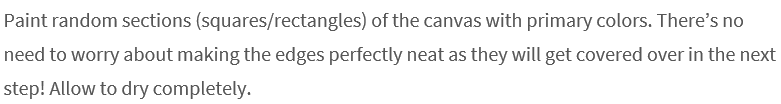 Paint random sections (squares/rectangles) of the canvas with primary colors. There’s no
need to worry about making the edges perfectly neat as they will get covered over in the next
step! Allow to dry completely.